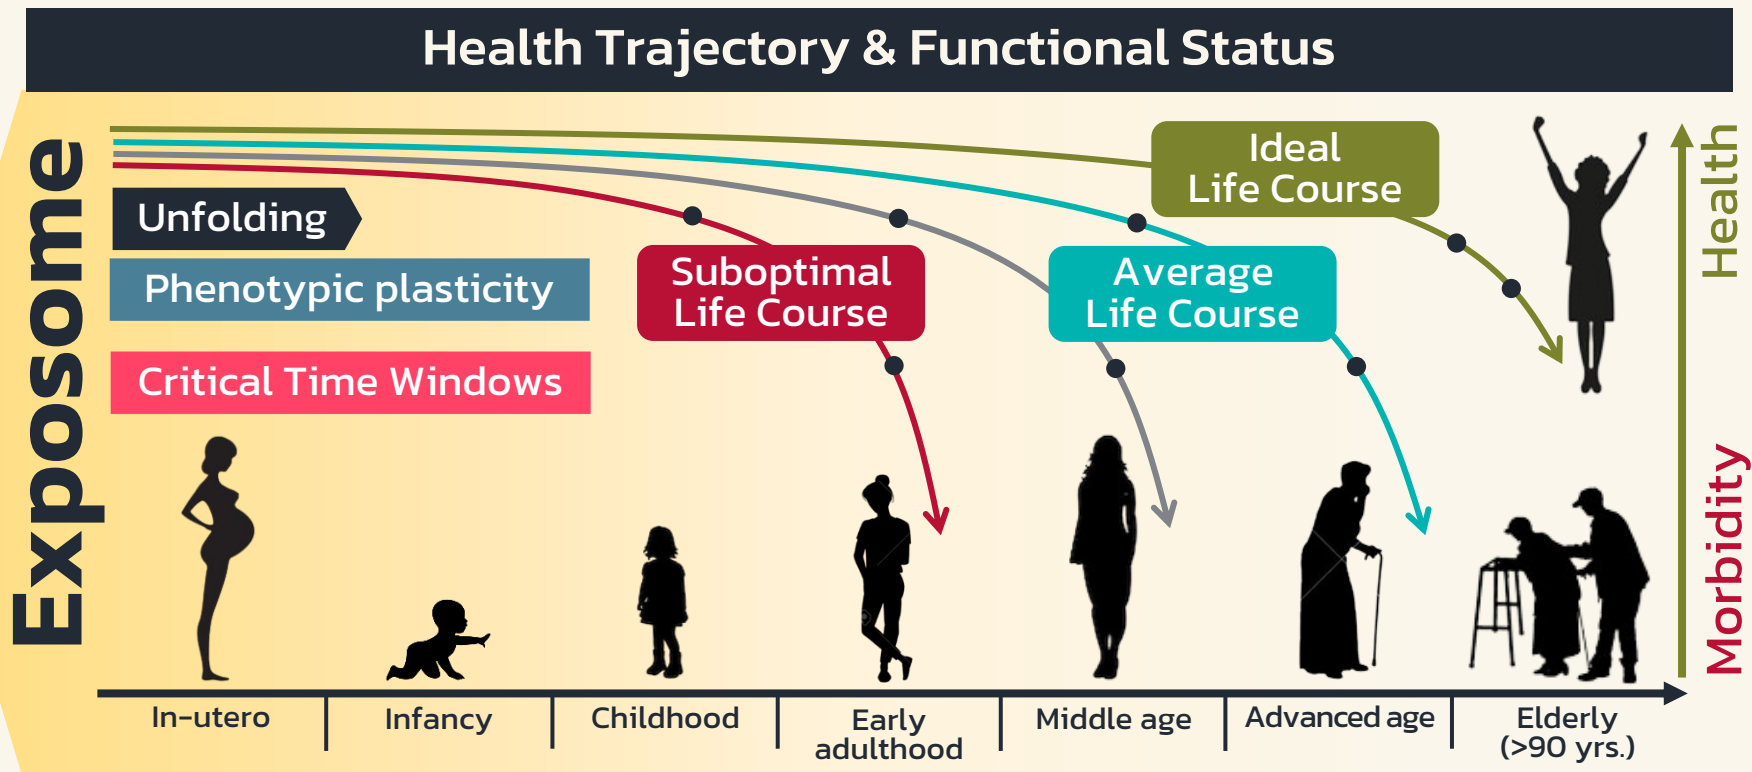 Health Trajectory & Functional Status
Exposome
Unfolding
Phenotypic plasticity
Critical Time Windows
Suboptimal
Life Course
Average
Life Course
Ideal
Life Course
Health
Morbidity
In-utero
Infancy
Childhood
Early
adulthood
Middle age
Advanced age
Elderly
(>90 yrs.)